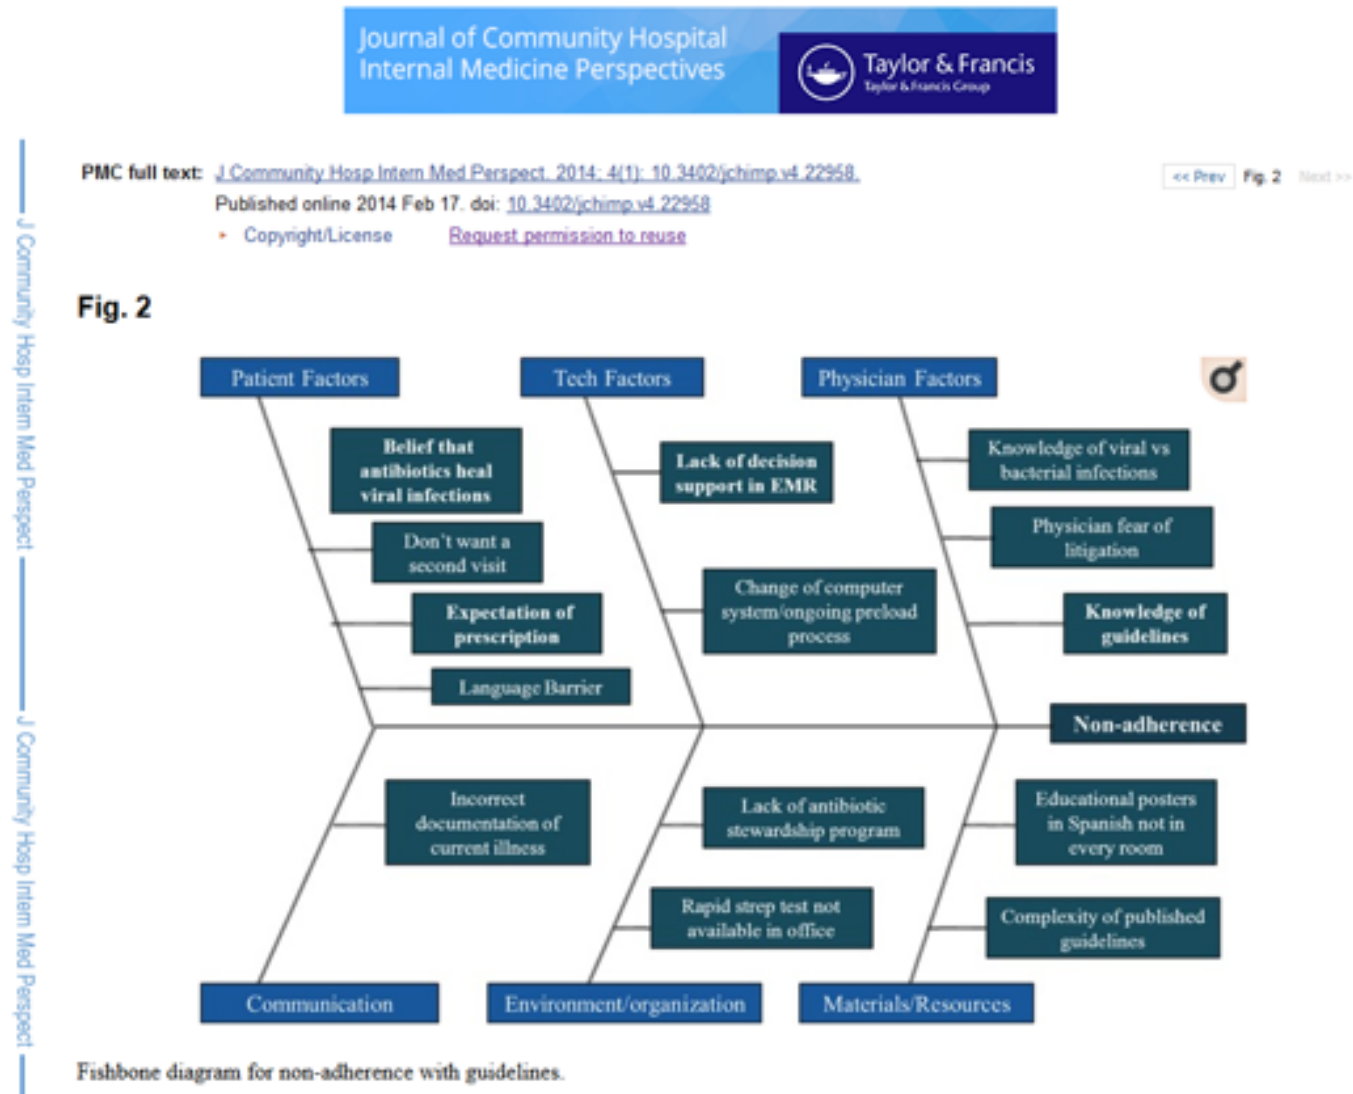 Journal of Community Hospital
Internal Medicine Perspectives
Taylor & Francis
Taylor & Francis Group
PMC full text: J Community Hosp Intern Med Perspect. 2014; 4(1): 10.3402/jchimp.v4.22958.
Published online 2014 Feb 17. doi: 10.3402/jchimp.v4.22958
Copyright/License Request permission to reuse
<< Prev Fig. 2 Next >>
J Community Hosp Intern Med Perspect
J Community Hosp Intern Med Perspect
Fig. 2
Patient Factors
Tech Factors
Physician Factors
Belief that
antibiotics heal
viral infections
Don't want a
second visit
Expectation of
prescription
Language Barrier
Lack of decision
support in EMR
Change of computer
system/ongoing preload
process
Knowledge of viral vs
bacterial infections
Physician fear of
litigation
Knowledge of
guidelines
Non-adherence
Incorrect
documentation of
current illness
Lack of antibiotic
stewardship program
Rapid strep test not
available in office
Educational posters
in Spanish not in
every room
Complexity of published
guidelines
Communication
Environment/organization
Materials/Resources
Fishbone diagram for non-adherence with guidelines.